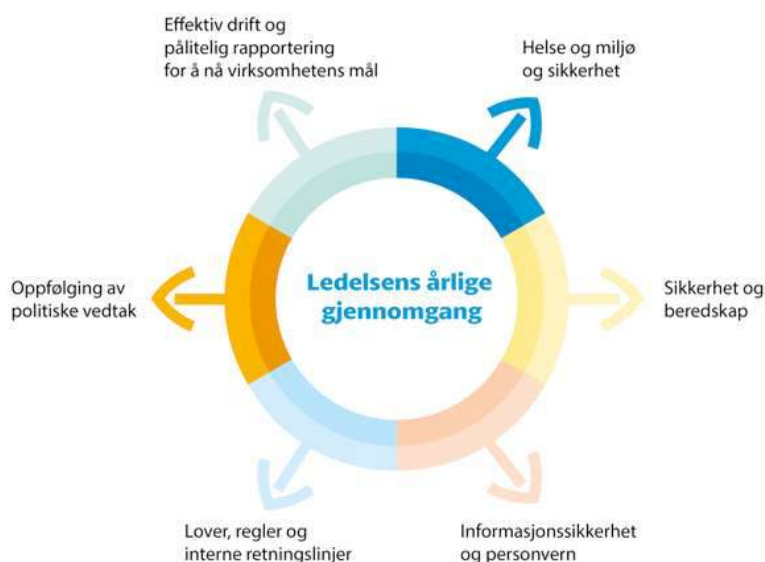 Effektiv drift og
pålitelig rapportering
for å nå virksomhetens mål
Helse og miljø
og sikkerhet
Ledelsens årlige
gjennomgang
Oppfølging av
politiske vedtak
Sikkerhet og
beredskap
Lover, regler og
interne retningslinjer
Informasjonssikkerhet
og personvern